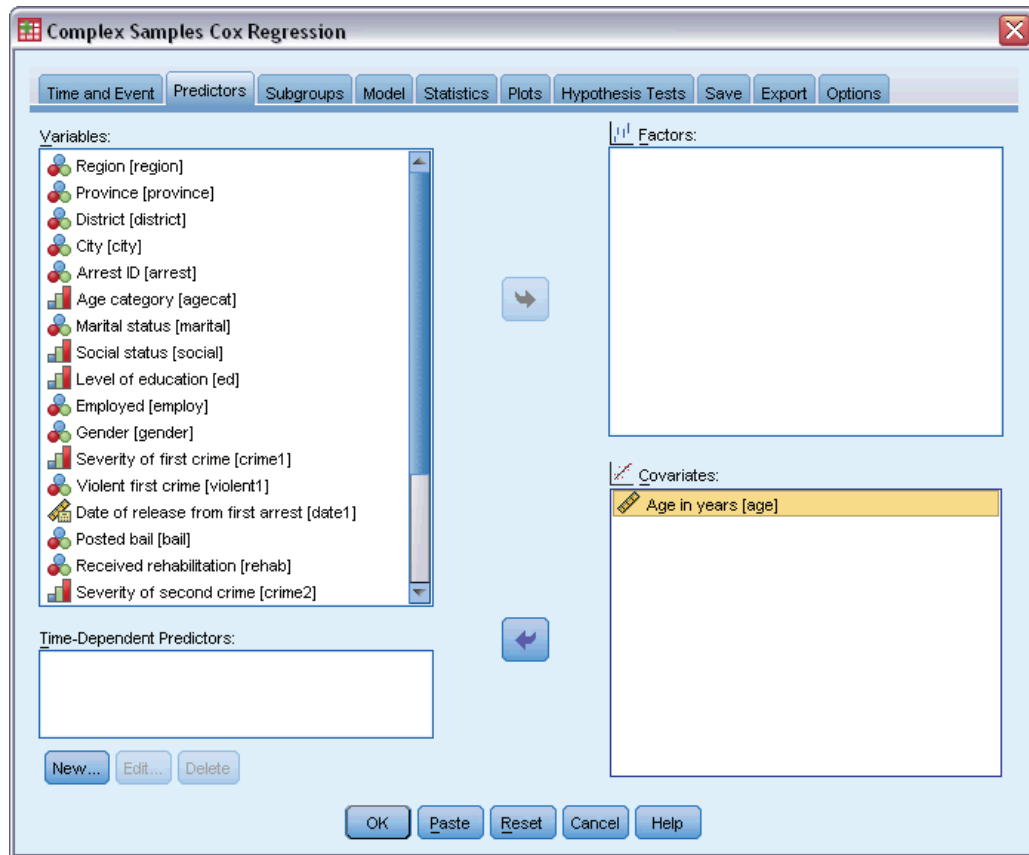 Complex Samples Cox Regression
Time and Event
Predictors
Subgroups
Model
Statistics
Plots
Hypothesis Tests
Save
Export
Options
Variables:
Region [region]
Province [province]
District [district]
City [city]
Arrest ID [arrest]
Age category [agecat]
Marital status [marital]
Social status [social]
Level of education [ed]
Employed [employ]
Gender [gender]
Severity of first crime [crime1]
Violent first crime [violent1]
Date of release from first arrest [date1]
Posted bail [bail]
Received rehabilitation [rehab]
Severity of second crime [crime2]
Time-Dependent Predictors:
New...
Edit...
Delete
Factors:
Covariates:
Age in years [age]
OK
Paste
Reset
Cancel
Help